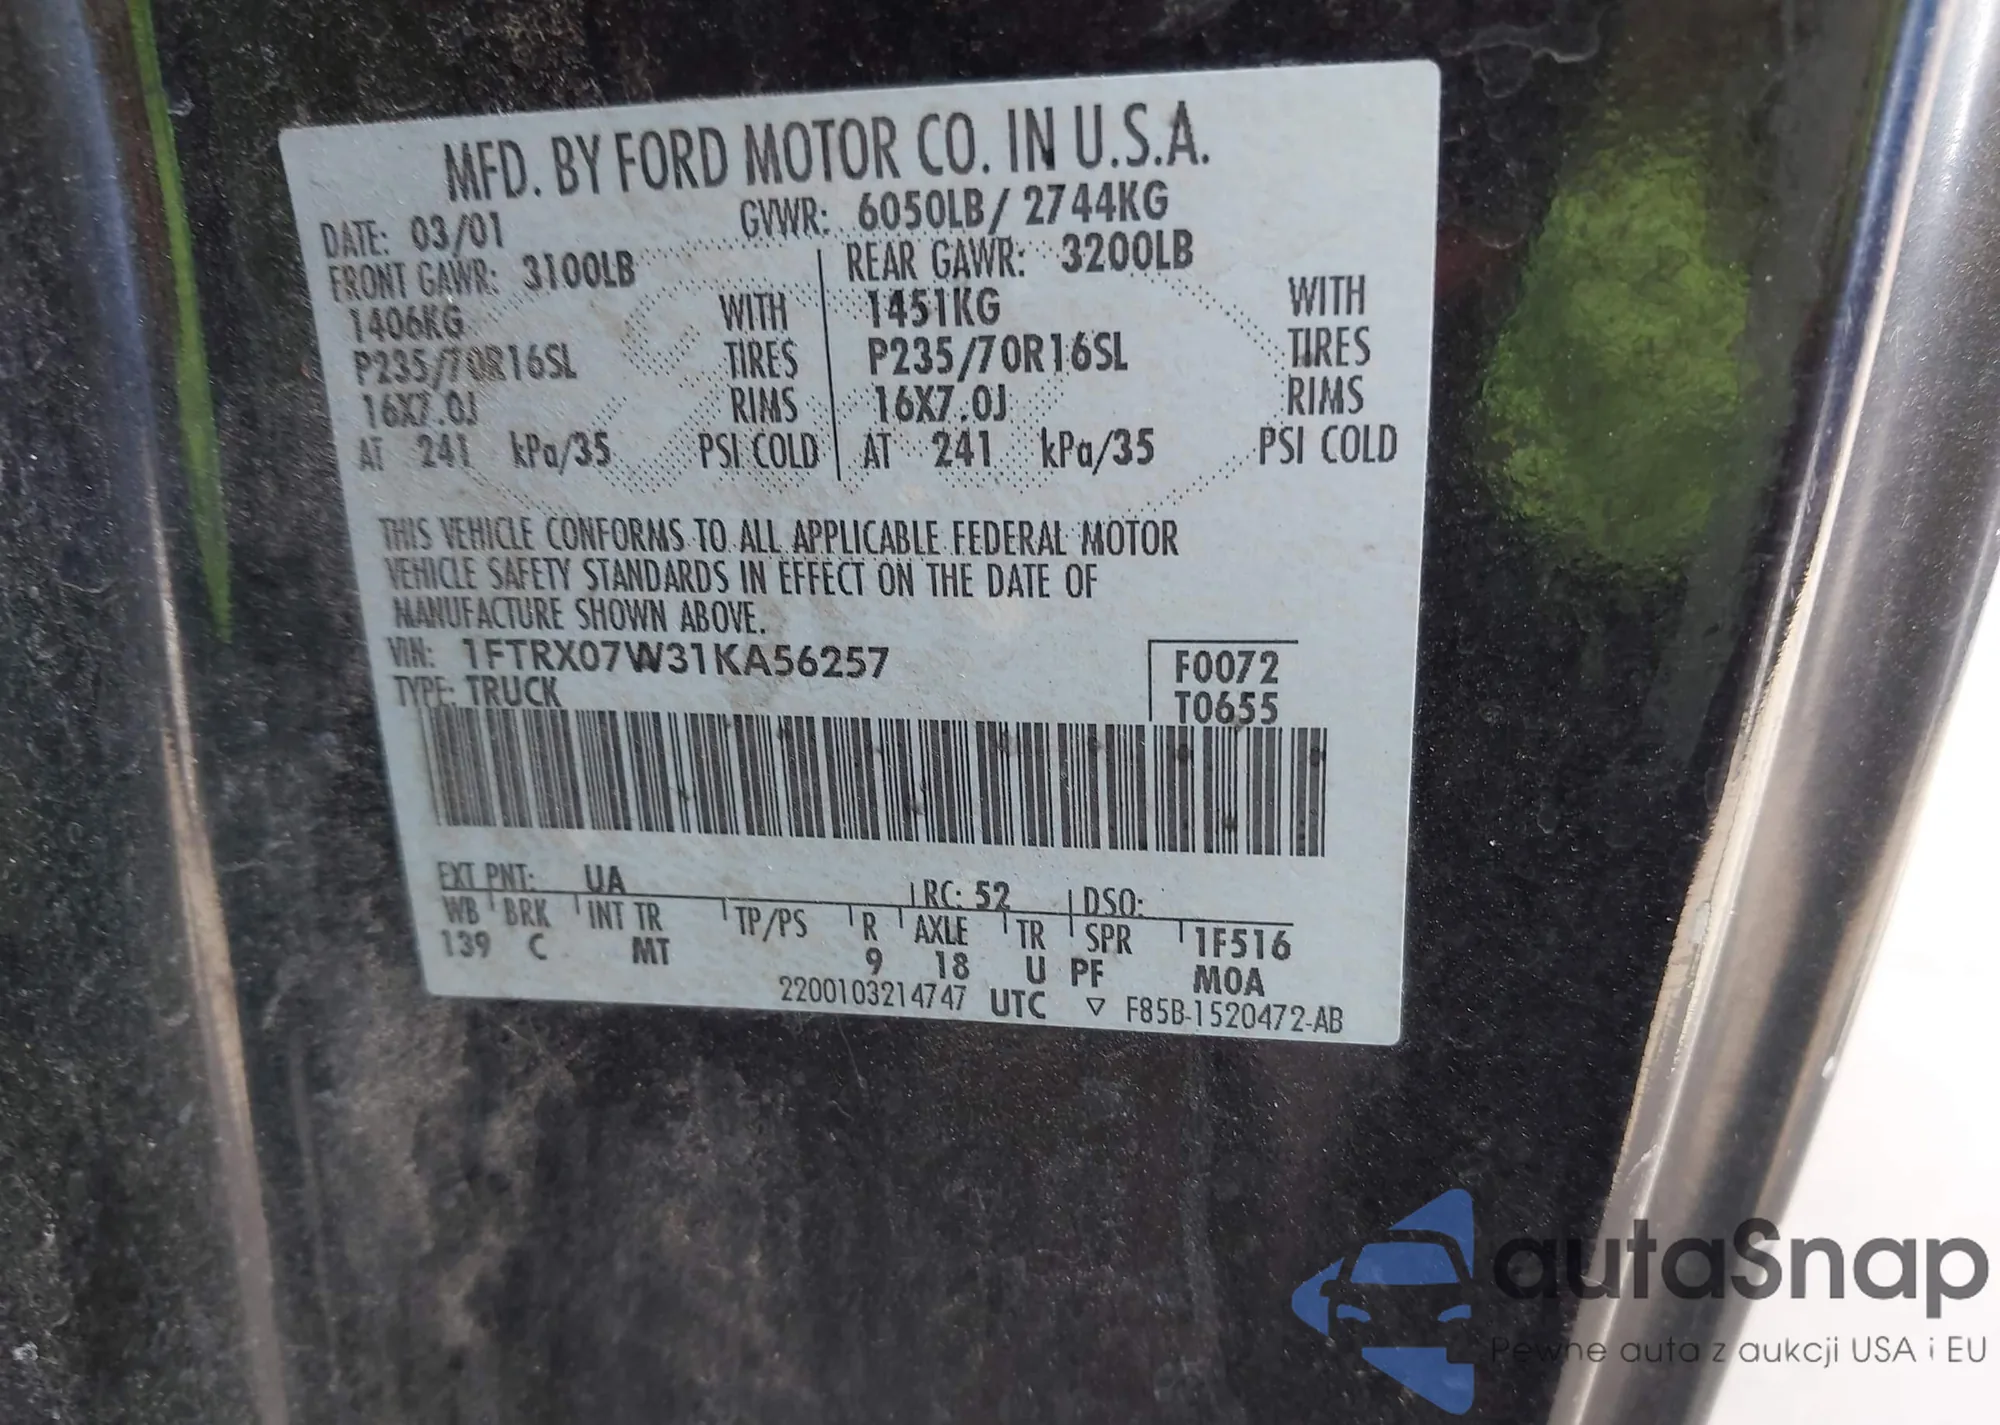 MFD. BY FORD MOTOR CO. IN U.S.A.
DATE: 03/01 GVWR: 6050LB/ 2744KG
FRONT GAWR: 3100LB REAR GAWR: 3200LB
1406KG WITH 1451KG WITH
P235/70R16SL TIRES P235/70R16SL TIRES
16X7.0J RIMS 16X7.0J RIMS
AT 241 kPa/35 PSI COLD AT 241 kPa/35 PSI COLD
THIS VEHICLE CONFORMS TO ALL APPLICABLE FEDERAL MOTOR
VEHICLE SAFETY STANDARDS IN EFFECT ON THE DATE OF
MANUFACTURE SHOWN ABOVE.
VIN: 1FTRX07W31KA56257 F0072
TYPE: TRUCK T0655
EXT PNT: UA RC: 52 DSO:
WB BRK INT TR TP/PS R AXLE TR SPR 1F516
139 C MT 9 18 U PF MOA
2200103214747 UTC ▽ F85B-1520472-AB
autaSnap
Pewne auta z aukcji USA i EU